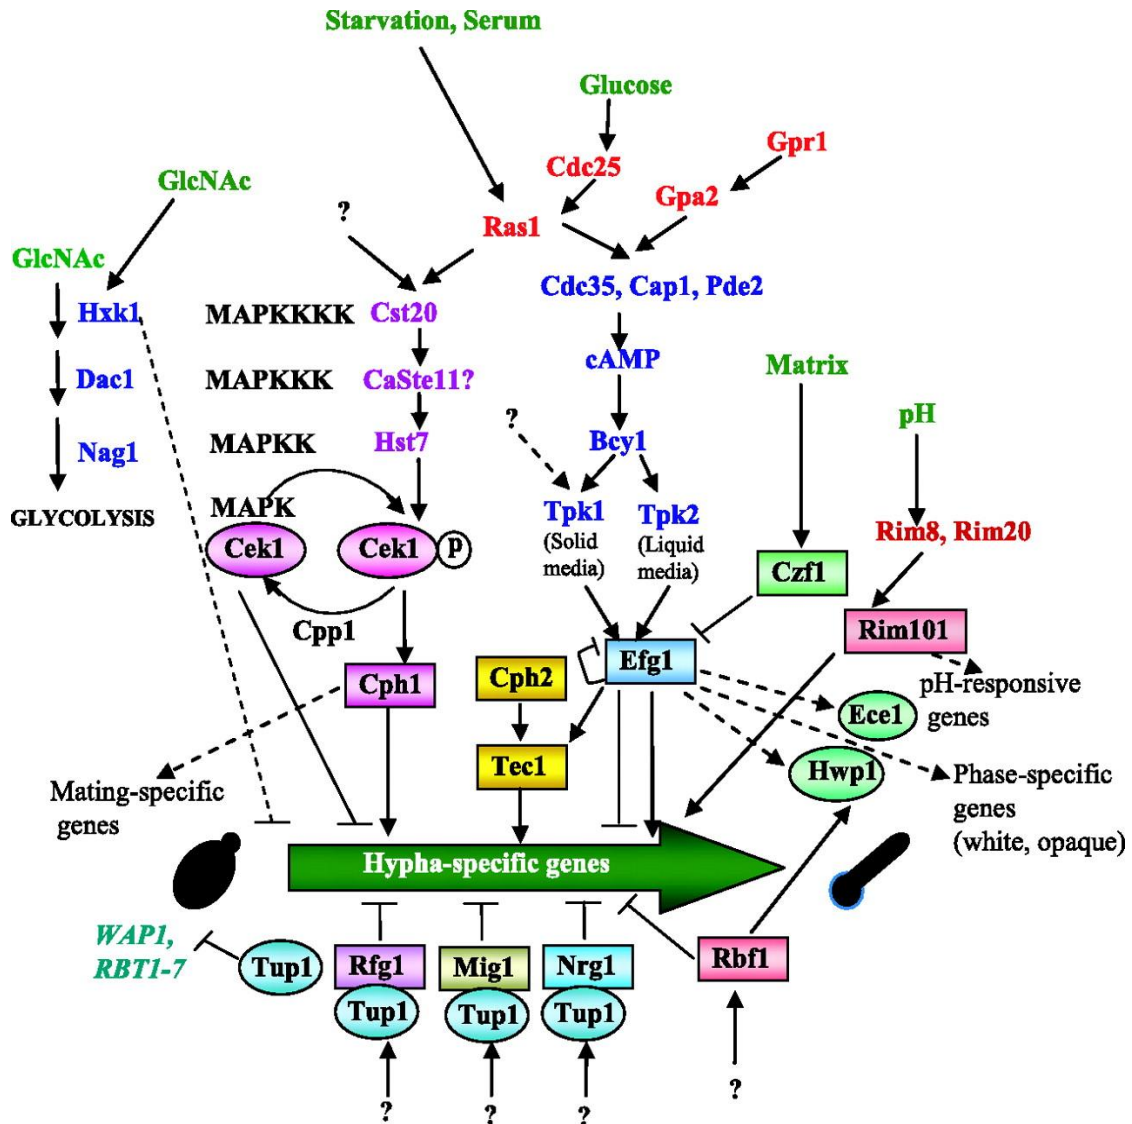 Starvation, Serum
Glucose
Gpr1
Cdc25
GlcNAc
Gpa2
?
Ras1
GlcNAc
Cdc35, Cap1, Pde2
Hxk1
MAPKKKK
Cst20
cAMP
Matrix
Dac1
MAPKKK
CaSte11?
?
pH
Nag1
MAPKK
Hst7
Bcy1
GLYCOLYSIS
MAPK
Tpk1
(Solid
media)
Tpk2
(Liquid
media)
Rim8, Rim20
Cek1
Cek1
P
Czf1
Cpp1
Rim101
Efg1
Cph1
Cph2
pH-responsive
genes
Ece1
Tec1
Hwp1
Mating-specific
genes
Phase-specific
genes
(white, opaque)
Hypha-specific genes
WAP1,
RBT1-7
Tup1
Rfg1
Mig1
Nrg1
Rbf1
Tup1
Tup1
Tup1
?
?
?
?